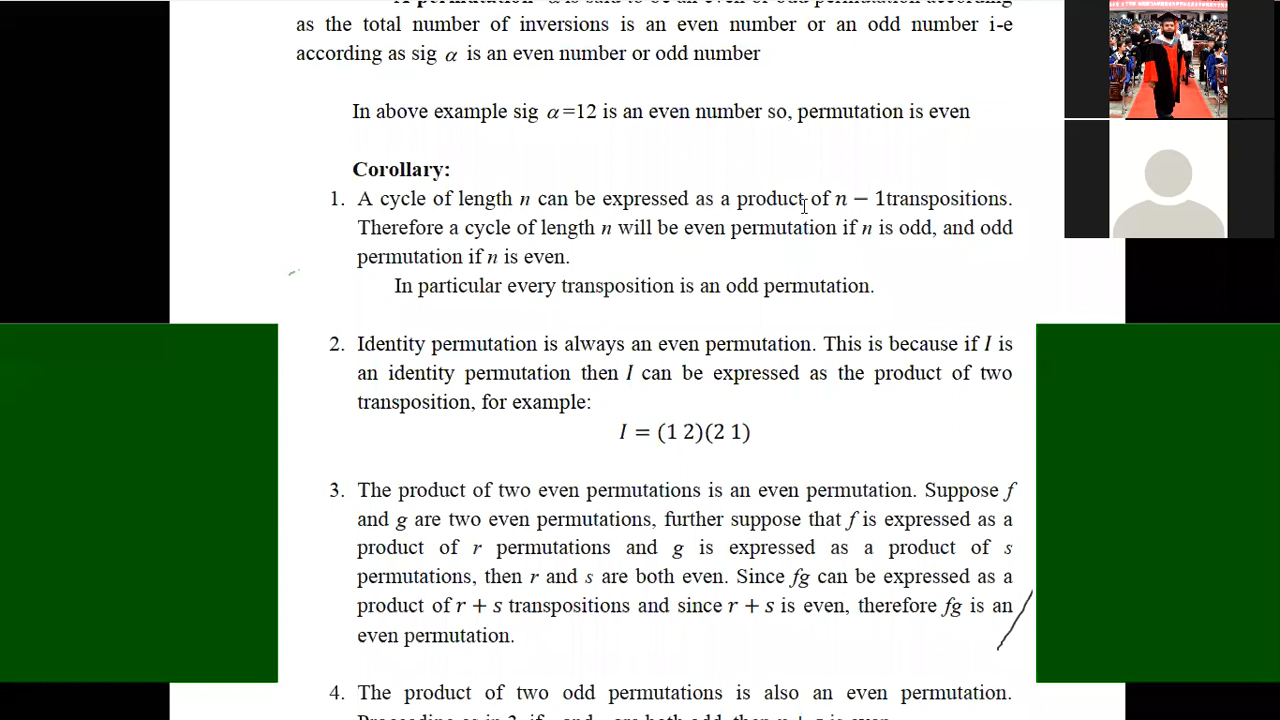 as the total number of inversions is an even number or an odd number i-e
according as sig α is an even number or odd number
In above example sig α=12 is an even number so, permutation is even
Corollary:
1. A cycle of length n can be expressed as a product of n − 1transpositions.
Therefore a cycle of length n will be even permutation if n is odd, and odd
permutation if n is even.
In particular every transposition is an odd permutation.
2. Identity permutation is always an even permutation. This is because if I is
an identity permutation then I can be expressed as the product of two
transposition, for example:
I = (1 2)(2 1)
3. The product of two even permutations is an even permutation. Suppose f
and g are two even permutations, further suppose that f is expressed as a
product of r permutations and g is expressed as a product of s
permutations, then r and s are both even. Since fg can be expressed as a
product of r + s transpositions and since r + s is even, therefore fg is an
even permutation.
4. The product of two odd permutations is also an even permutation.